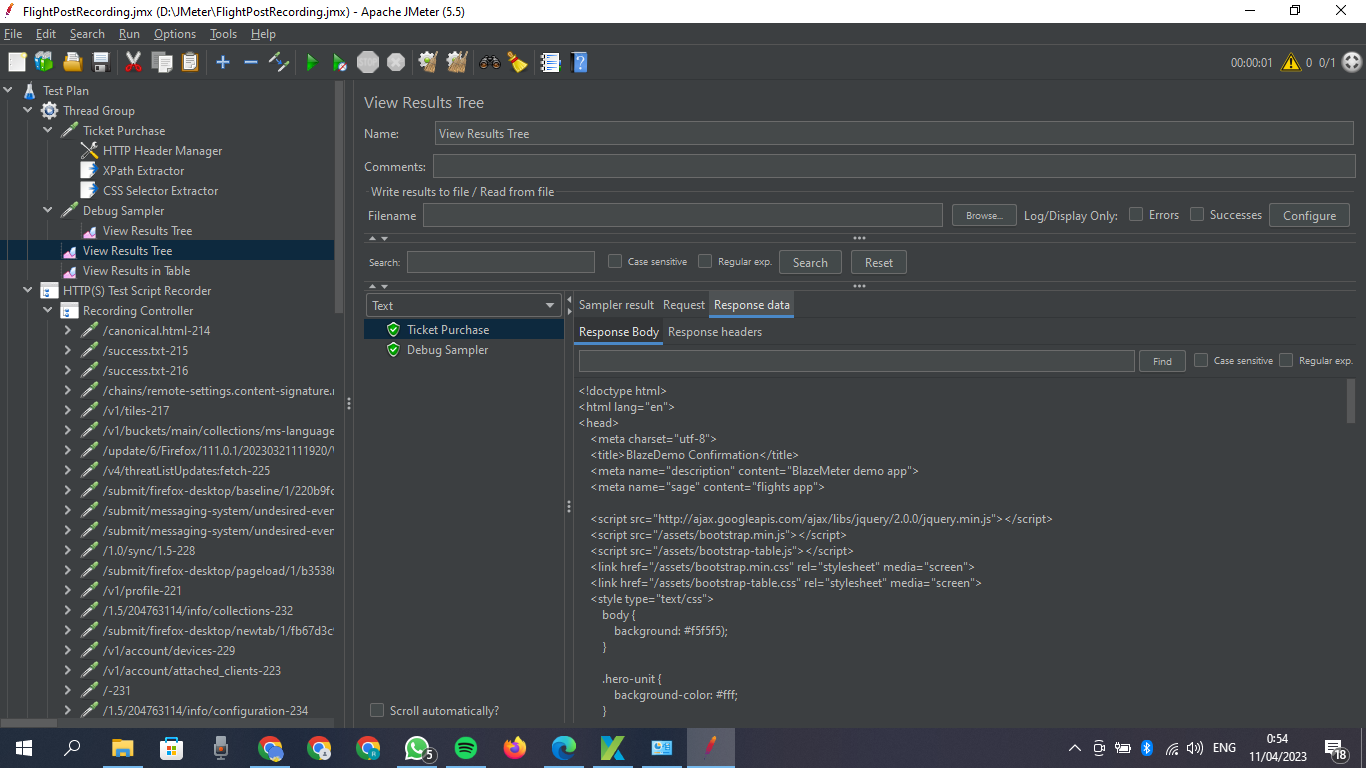 FlightPostRecording.jmx (D:\JMeter\FlightPostRecording.jmx) - Apache JMeter (5.5)
File Edit Search Run Options Tools Help
00:00:01 0 0/1
Test Plan
Thread Group
Ticket Purchase
HTTP Header Manager
XPath Extractor
CSS Selector Extractor
Debug Sampler
View Results Tree
View Results Tree
View Results in Table
HTTP(S) Test Script Recorder
Recording Controller
/canonical.html-214
/success.txt-215
/success.txt-216
/chains/remote-settings.content-signature.
/v1/tiles-217
/v1/buckets/main/collections/ms-language
/update/6/Firefox/111.0.1/20230321111920/
/v4/threatListUpdates:fetch-225
/submit/firefox-desktop/baseline/1/220b9fc
/submit/messaging-system/undesired-even
/submit/messaging-system/undesired-even
/1.0/sync/1.5-228
/submit/firefox-desktop/pageload/1/b3538
/v1/profile-221
/1.5/204763114/info/collections-232
/submit/firefox-desktop/newtab/1/fb67d3c
/v1/account/devices-229
/v1/account/attached_clients-223
/-231
/1.5/204763114/info/configuration-234
View Results Tree
Name: View Results Tree
Comments:
Write results to file / Read from file
Filename Browse... Log/Display Only: Errors Successes Configure
Search: Case sensitive Regular exp. Search Reset
Text
Ticket Purchase
Debug Sampler
Scroll automatically?
Sampler result Request Response data
Response Body Response headers
Find Case sensitive Regular exp.
<!doctype html>
<html lang="en">
<head>
<meta charset="utf-8">
<title>BlazeDemo Confirmation</title>
<meta name="description" content="BlazeMeter demo app">
<meta name="sage" content="flights app">
<script src="http://ajax.googleapis.com/ajax/libs/jquery/2.0.0/jquery.min.js"></script>
<script src="/assets/bootstrap.min.js"></script>
<script src="/assets/bootstrap-table.js"></script>
<link href="/assets/bootstrap.min.css" rel="stylesheet" media="screen">
<link href="/assets/bootstrap-table.css" rel="stylesheet" media="screen">
<style type="text/css">
body {
background: #f5f5f5);
}
.hero-unit {
background-color: #fff;
}
5
ENG
0:54
11/04/2023
18